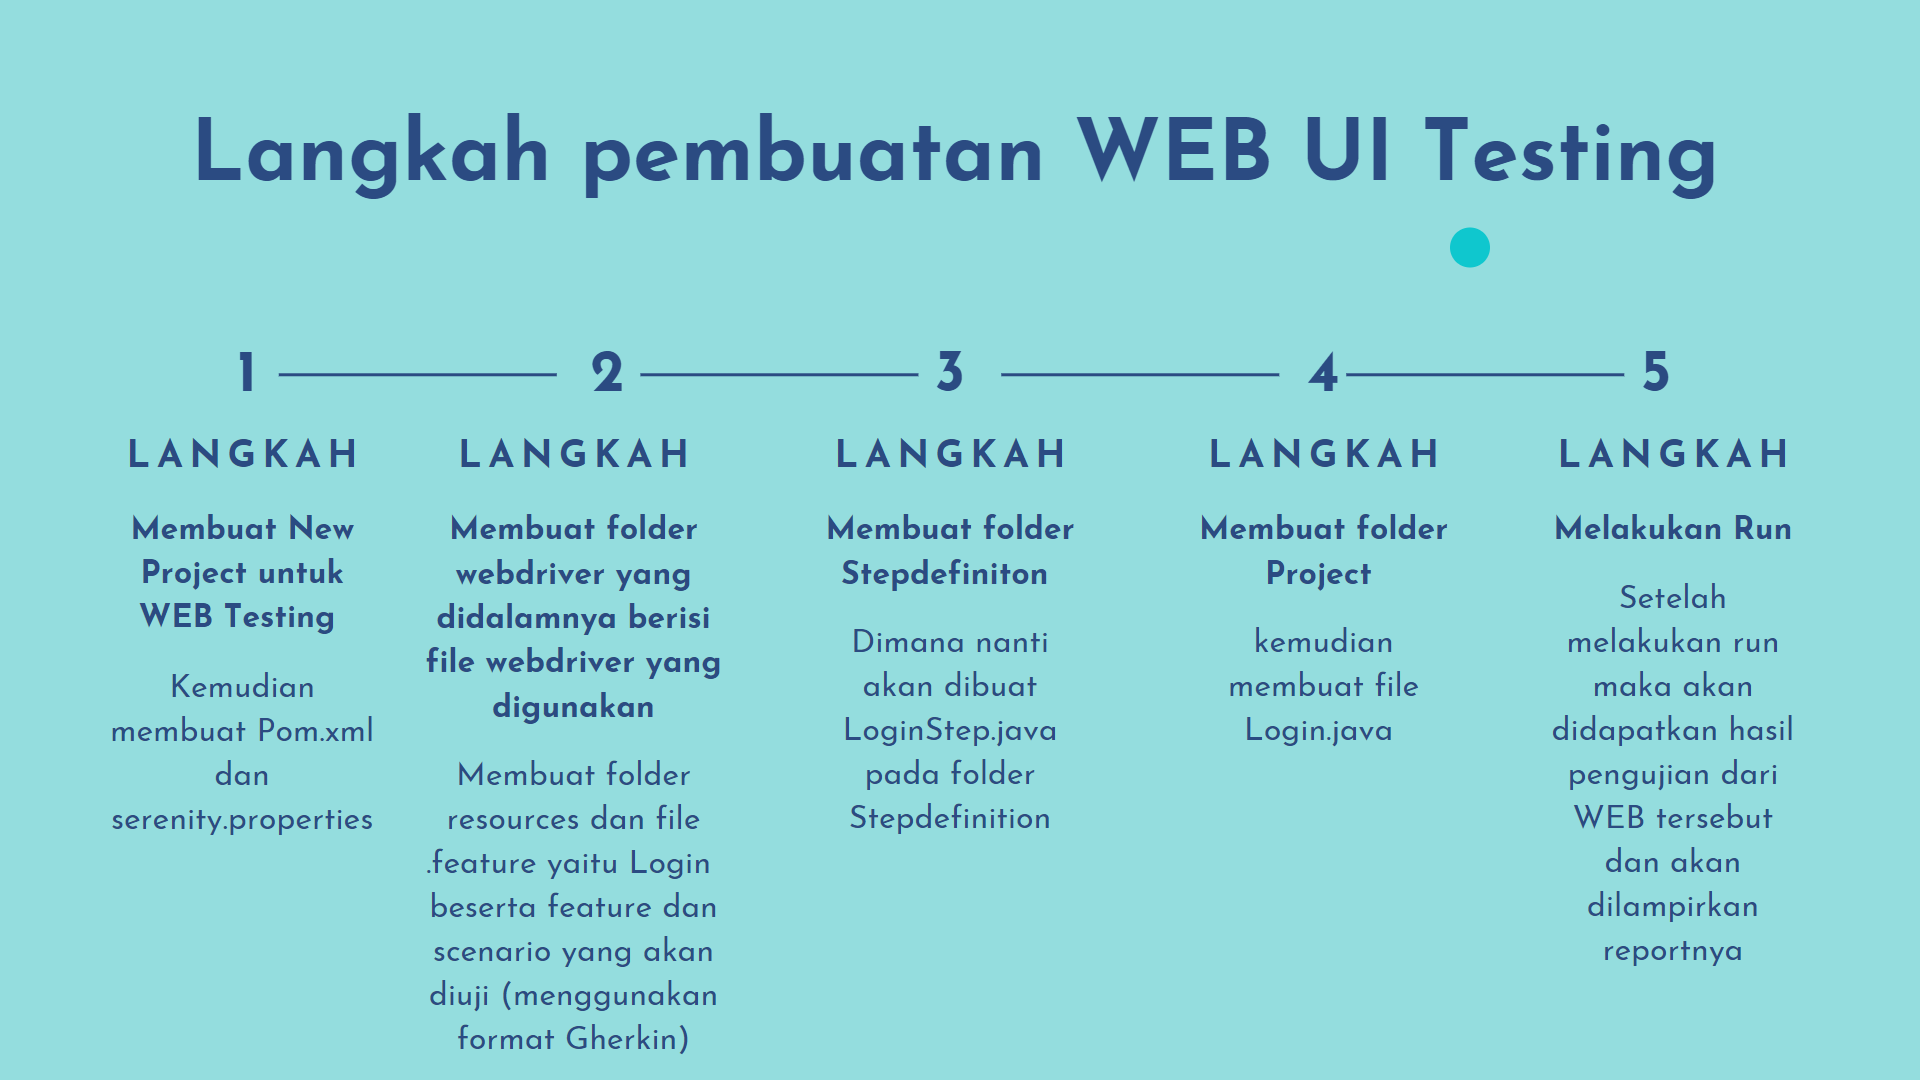 Langkah pembuatan WEB UI Testing
1
LANGKAH
Membuat New
Project untuk
WEB Testing
Kemudian
membuat Pom.xml
dan
serenity.properties
2
LANGKAH
Membuat folder
webdriver yang
didalamnya berisi
file webdriver yang
digunakan
Membuat folder
resources dan file
.feature yaitu Login
beserta feature dan
scenario yang akan
diuji (menggunakan
format Gherkin)
3
LANGKAH
Membuat folder
Stepdefiniton
Dimana nanti
akan dibuat
LoginStep.java
pada folder
Stepdefinition
4
LANGKAH
Membuat folder
Project
kemudian
membuat file
Login.java
5
LANGKAH
Melakukan Run
Setelah
melakukan run
maka akan
didapatkan hasil
pengujian dari
WEB tersebut
dan akan
dilampirkan
reportnya